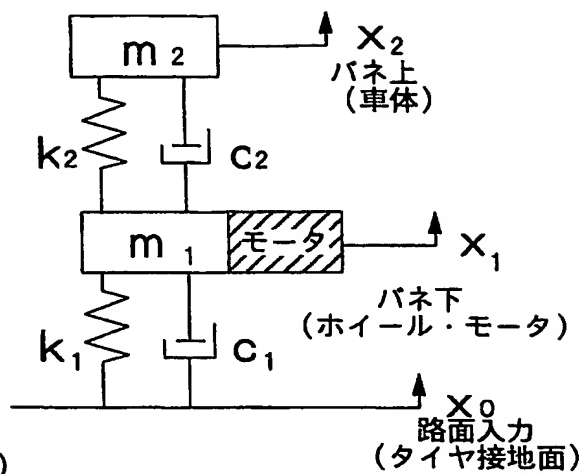 m₂
X₂
バネ上
(車体)
k₂
c₂
m₁
モータ
X₁
バネ下
(ホイール・モータ)
k₁
c₁
X₀
路面入力
(タイヤ接地面)
)